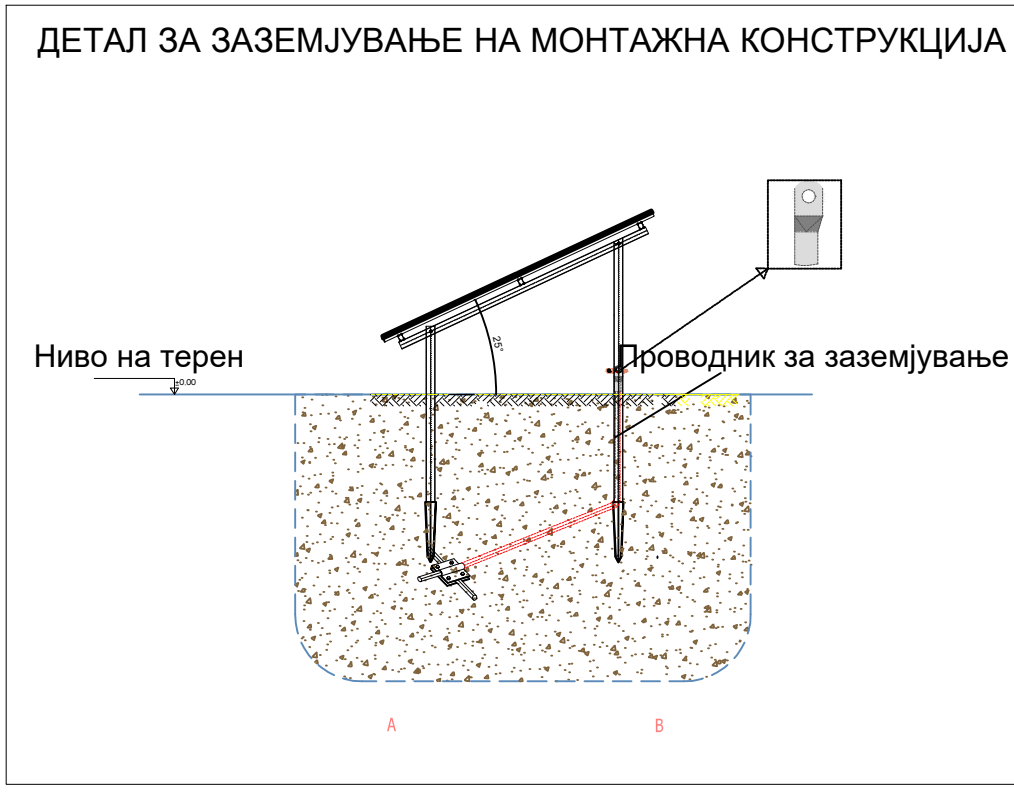 ДЕТАЛ ЗА ЗАЗЕМЈУВАЊЕ НА МОНТАЖНА КОНСТРУКЦИЈА
Ниво на терен
±0.00
25°
Проводник за заземјување
A
B